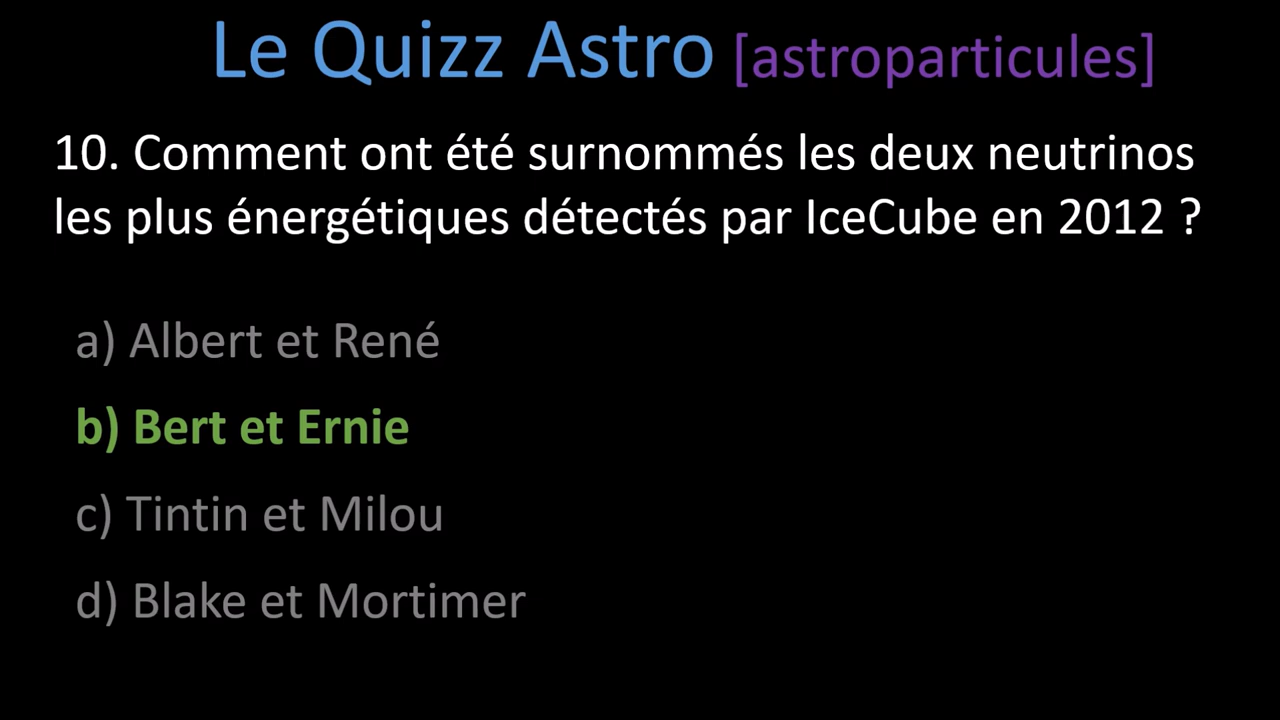 Le Quizz Astro [astroparticules]
10. Comment ont été surnommés les deux neutrinos
les plus énergétiques détectés par IceCube en 2012 ?
a) Albert et René
b) Bert et Ernie
c) Tintin et Milou
d) Blake et Mortimer